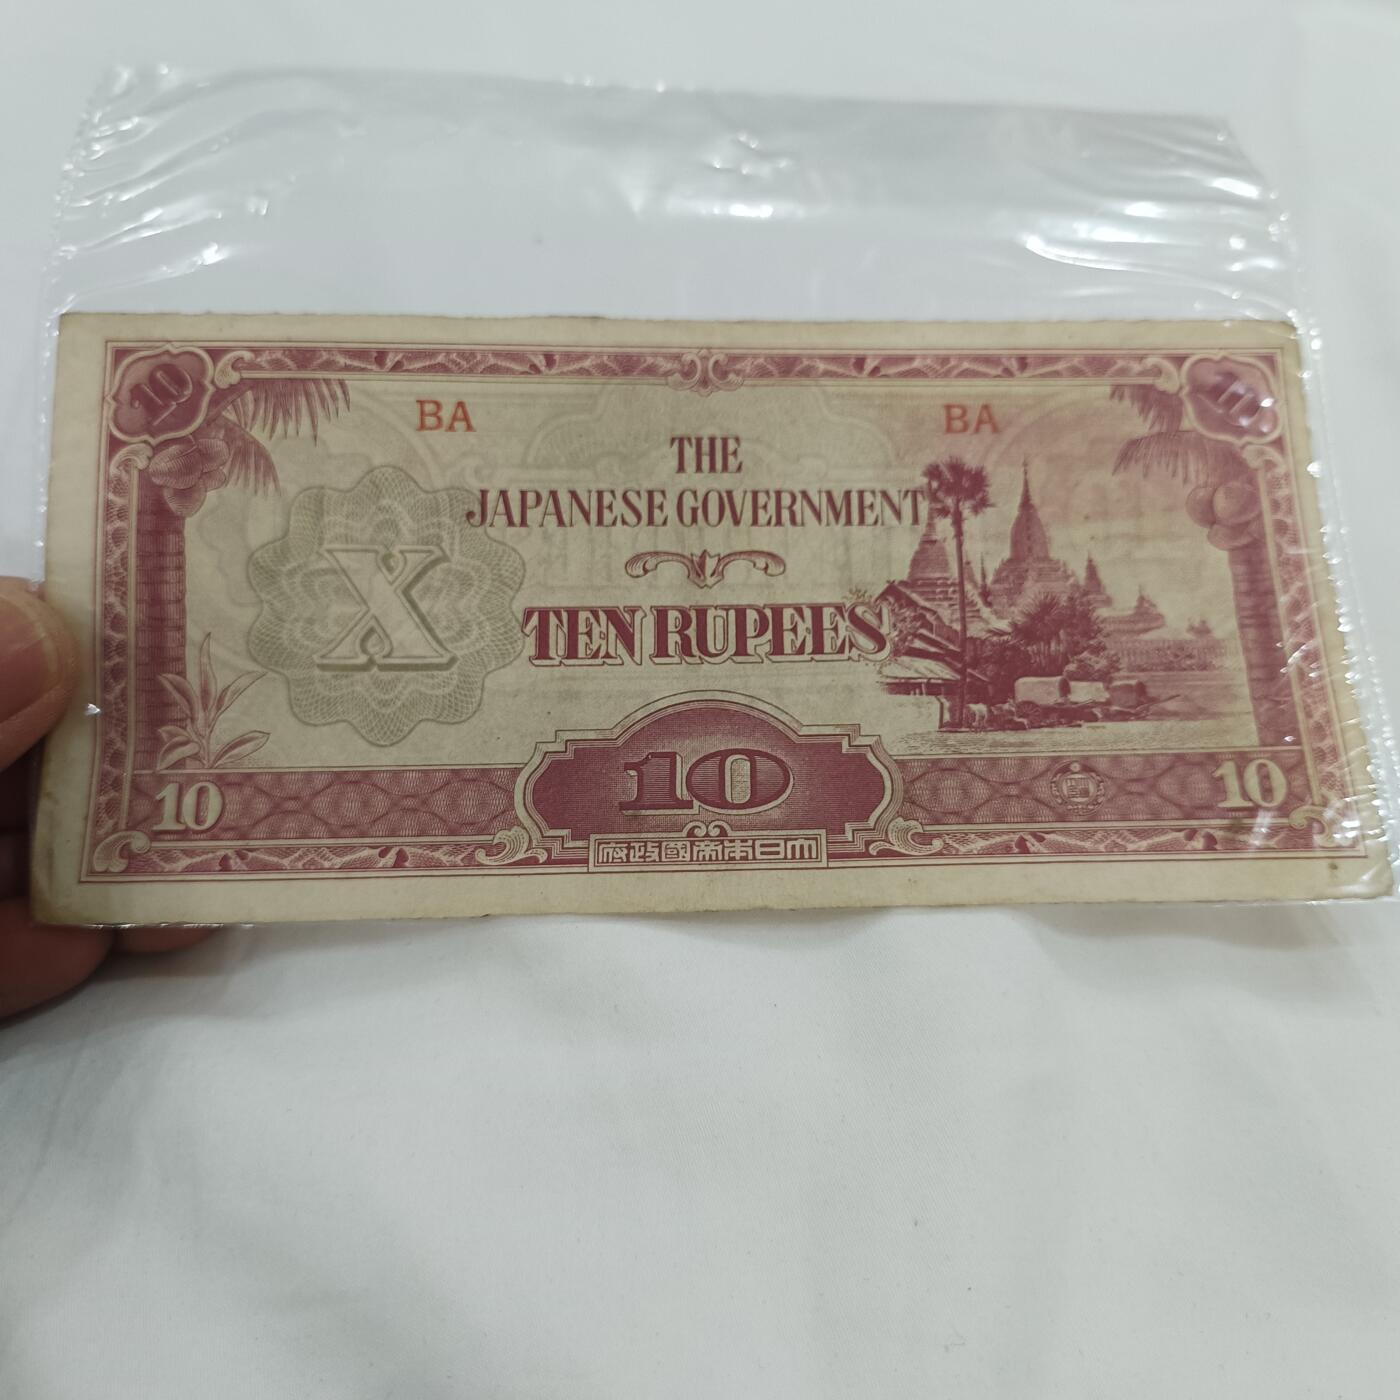 10 10
BA BA
THE
JAPANESE GOVERNMENT
X
TEN RUPEES
10 10 10
府政國帝本日大